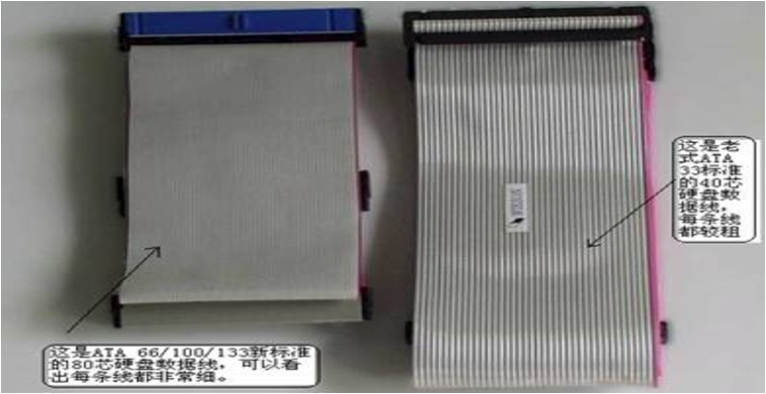 这是ATA 66/100/133新标准
的80芯硬盘数据线，可以看
出每条线都非常细。
这是老
式ATA
33标准
的40芯
硬盘数
据线，
每条线
都较粗